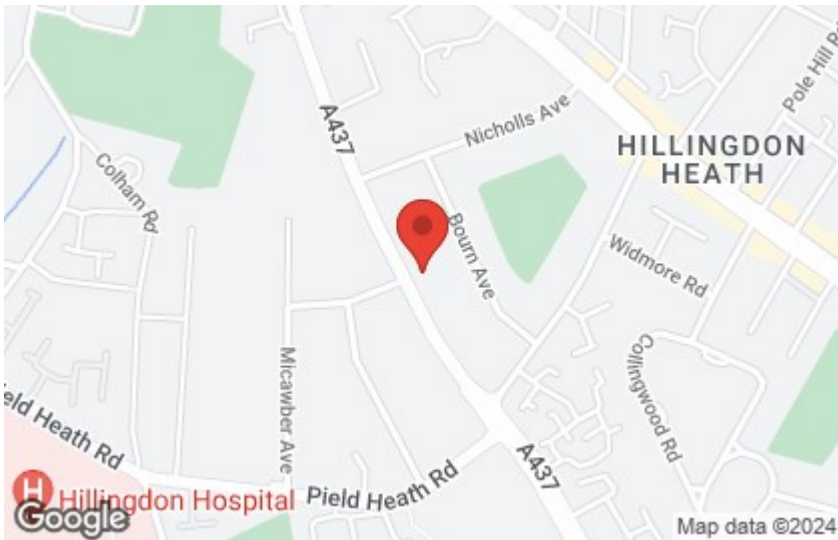 A437
Pole Hill Rd
Nicholls Ave
HILLINGDON
HEATH
Colham Rd
Bourn Ave
Widmore Rd
Micawber Ave
Collingwood Rd
eld Heath Rd
Pield Heath Rd
A437
H Hillingdon Hospital
Google
Map data ©2024